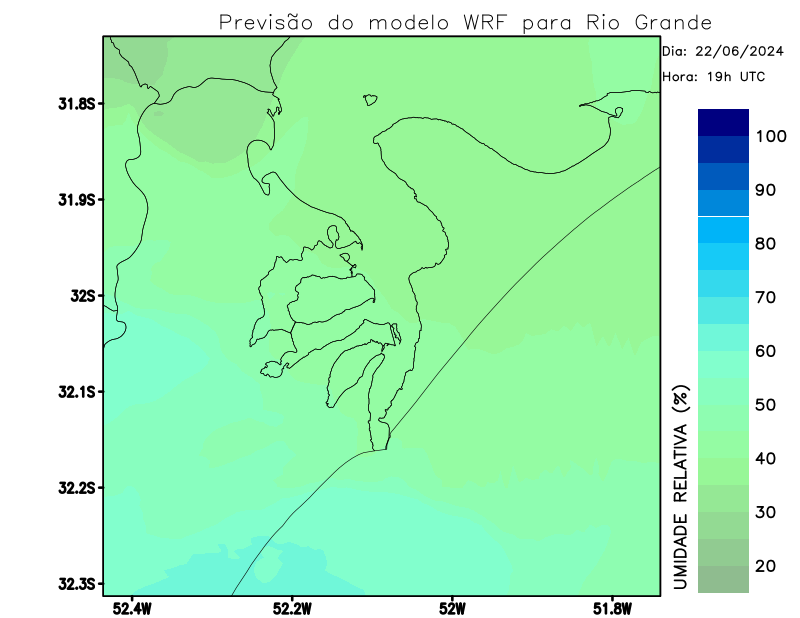 Previsão do modelo WRF para Rio Grande
Dia: 22/06/2024
Hora: 19h UTC
31.8S
31.9S
32S
32.1S
32.2S
32.3S
52.4W
52.2W
52W
51.8W
UMIDADE RELATIVA (%)
100
90
80
70
60
50
40
30
20